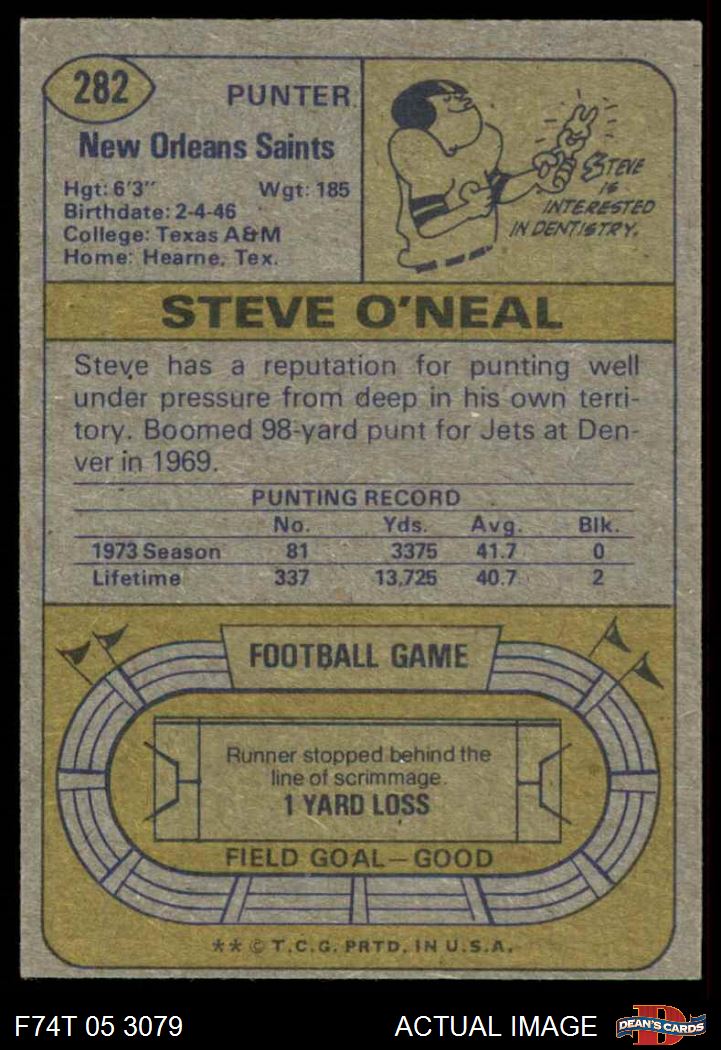 282
PUNTER
New Orleans Saints
Hgt: 6'3" Wgt: 185
Birthdate: 2-4-46
College: Texas A&M
Home: Hearne, Tex.
STEVE
IS
INTERESTED
IN DENTISTRY.
STEVE O'NEAL
Steve has a reputation for punting well
under pressure from deep in his own terri-
tory. Boomed 98-yard punt for Jets at Den-
ver in 1969.
PUNTING RECORD
No. Yds. Avg. Blk.
1973 Season 81 3375 41.7 0
Lifetime 337 13,725 40.7 2
FOOTBALL GAME
Runner stopped behind the
line of scrimmage.
1 YARD LOSS
FIELD GOAL—GOOD
** © T.C.G. PRTD. IN U.S.A.
F74T 05 3079 ACTUAL IMAGE
D
DEAN'S CARDS